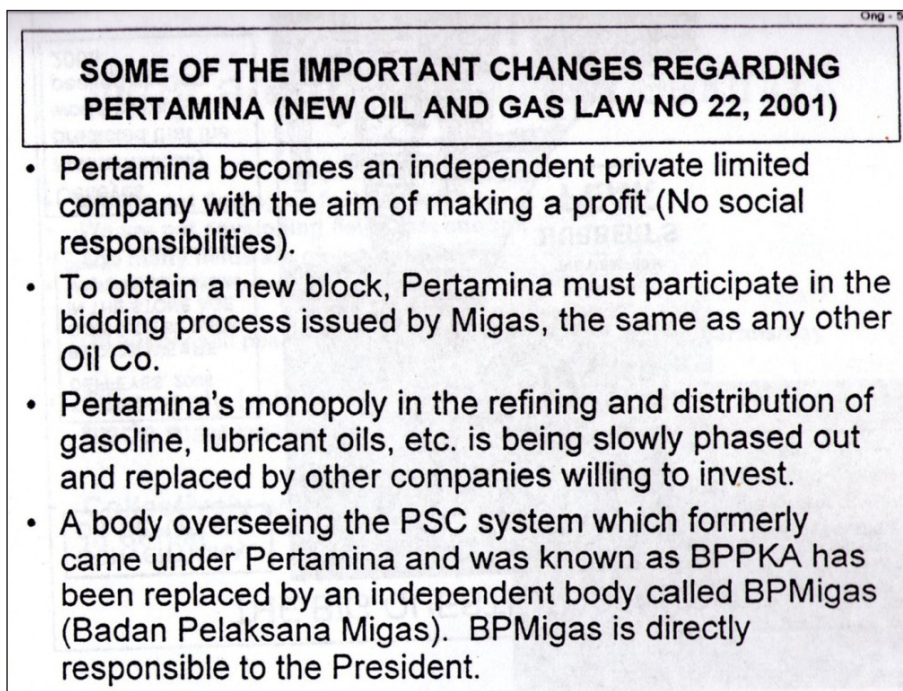 Ong - 5
SOME OF THE IMPORTANT CHANGES REGARDING
PERTAMINA (NEW OIL AND GAS LAW NO 22, 2001)
• Pertamina becomes an independent private limited
company with the aim of making a profit (No social
responsibilities).
• To obtain a new block, Pertamina must participate in the
bidding process issued by Migas, the same as any other
Oil Co.
• Pertamina's monopoly in the refining and distribution of
gasoline, lubricant oils, etc. is being slowly phased out
and replaced by other companies willing to invest.
• A body overseeing the PSC system which formerly
came under Pertamina and was known as BPPKA has
been replaced by an independent body called BPMigas
(Badan Pelaksana Migas). BPMigas is directly
responsible to the President.